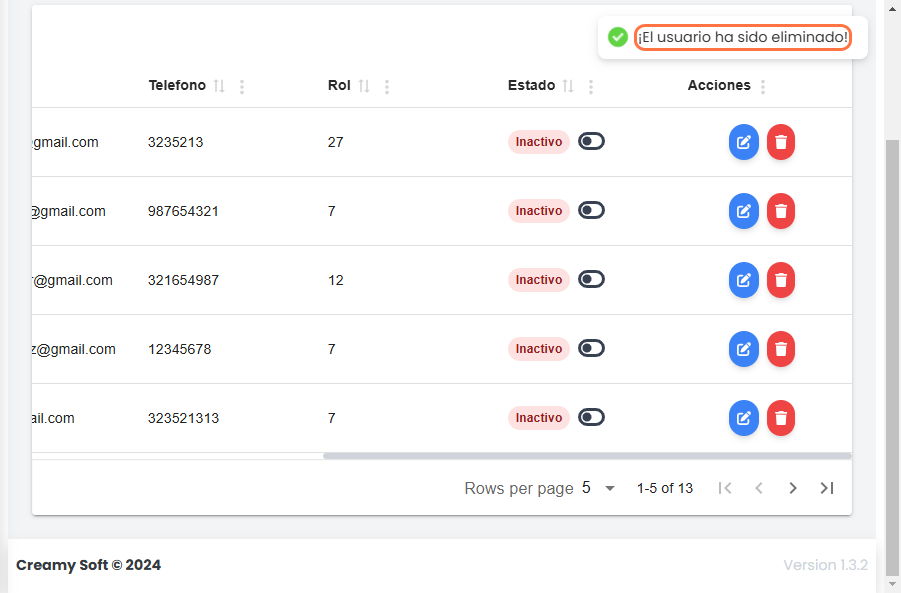 ¡El usuario ha sido eliminado!
Telefono Rol Estado Acciones
@gmail.com 3235213 27 Inactivo
@gmail.com 987654321 7 Inactivo
r@gmail.com 321654987 12 Inactivo
z@gmail.com 12345678 7 Inactivo
ail.com 323521313 7 Inactivo
Rows per page 5 1-5 of 13
Creamy Soft © 2024 Version 1.3.2